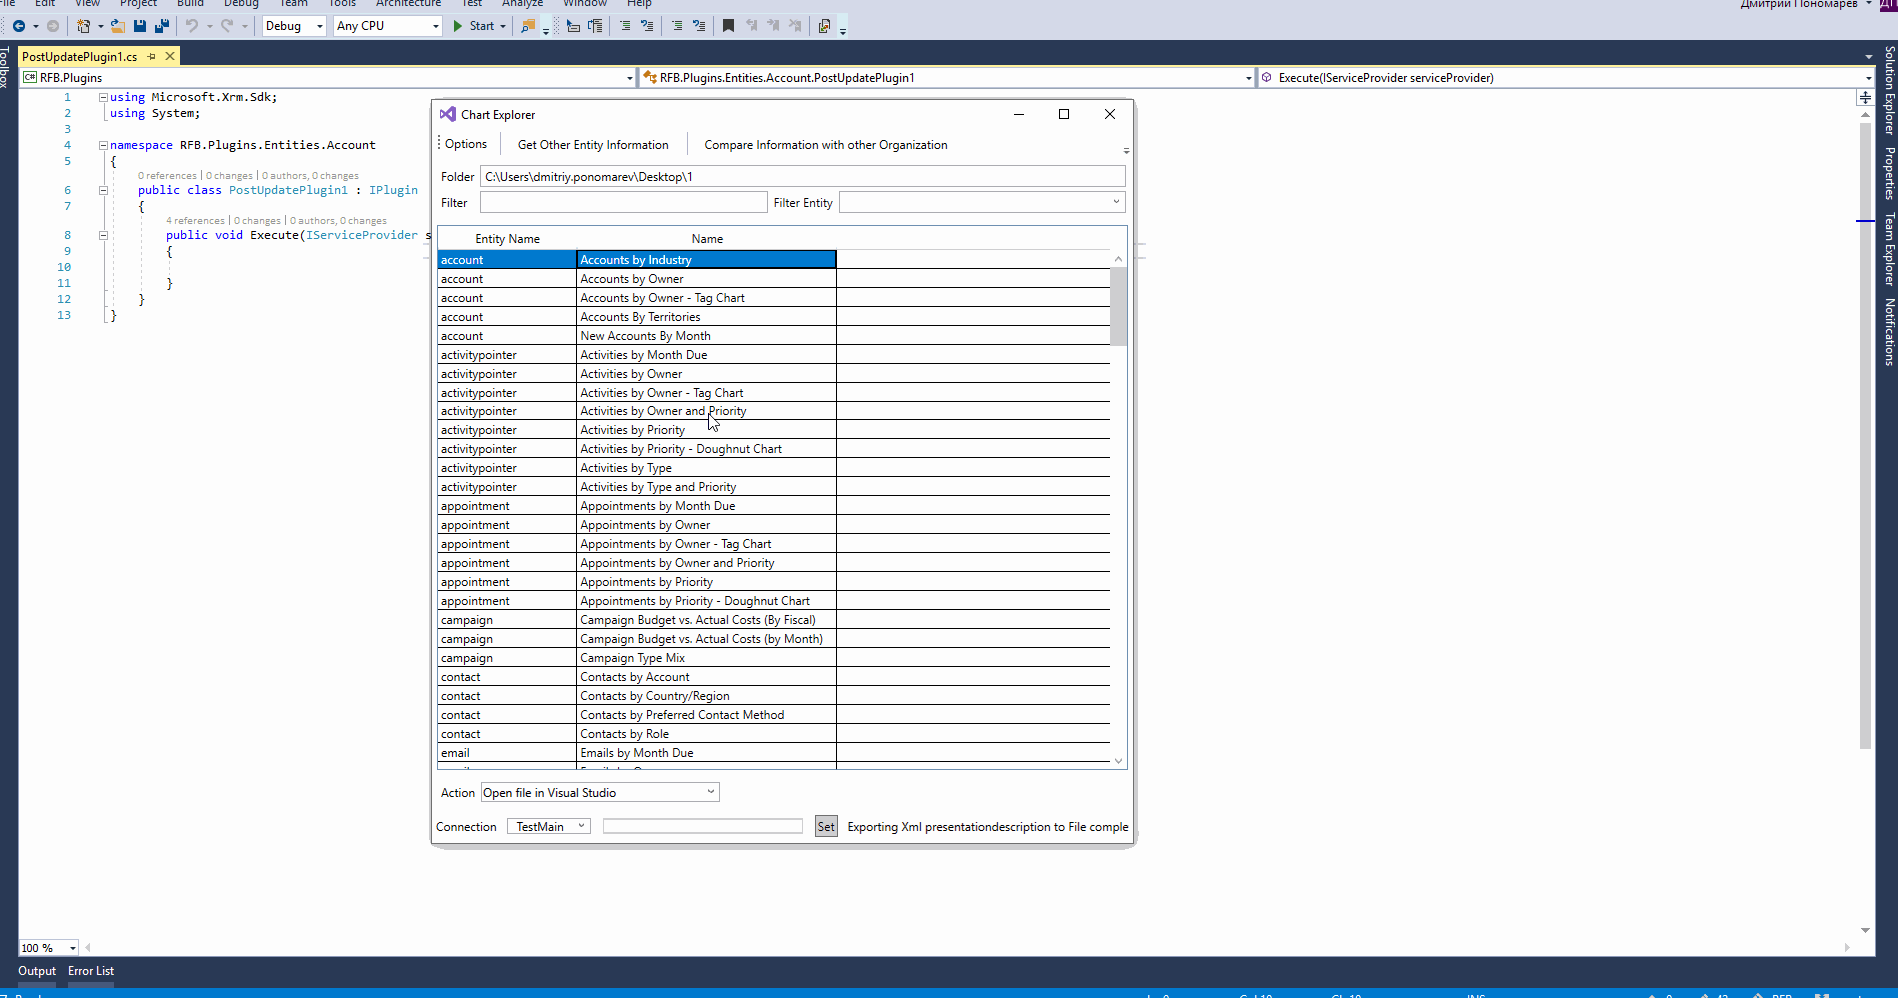 File Edit View Project Build Debug Team Tools Architecture Test Analyze Window Help
Дмитрий Пономарев
Debug Any CPU Start
Toolbox
PostUpdatePlugin1.cs
RFB.Plugins
RFB.Plugins.Entities.Account.PostUpdatePlugin1
Execute(IServiceProvider serviceProvider)
1 using Microsoft.Xrm.Sdk;
2 using System;
3
4 namespace RFB.Plugins.Entities.Account
5 {
0 references | 0 changes | 0 authors, 0 changes
6 public class PostUpdatePlugin1 : IPlugin
7 {
4 references | 0 changes | 0 authors, 0 changes
8 public void Execute(IServiceProvider s
9 {
10
11 }
12 }
13 }
Chart Explorer
Options Get Other Entity Information Compare Information with other Organization
Folder C:\Users\dmitriy.ponomarev\Desktop\1
Filter Filter Entity
Entity Name Name
account Accounts by Industry
account Accounts by Owner
account Accounts by Owner - Tag Chart
account Accounts By Territories
account New Accounts By Month
activitypointer Activities by Month Due
activitypointer Activities by Owner
activitypointer Activities by Owner - Tag Chart
activitypointer Activities by Owner and Priority
activitypointer Activities by Priority
activitypointer Activities by Priority - Doughnut Chart
activitypointer Activities by Type
activitypointer Activities by Type and Priority
appointment Appointments by Month Due
appointment Appointments by Owner
appointment Appointments by Owner - Tag Chart
appointment Appointments by Owner and Priority
appointment Appointments by Priority
appointment Appointments by Priority - Doughnut Chart
campaign Campaign Budget vs. Actual Costs (By Fiscal)
campaign Campaign Budget vs. Actual Costs (by Month)
campaign Campaign Type Mix
contact Contacts by Account
contact Contacts by Country/Region
contact Contacts by Preferred Contact Method
contact Contacts by Role
email Emails by Month Due
Action Open file in Visual Studio
Connection TestMain Set Exporting Xml presentationdescription to File comple
Solution Explorer
Properties
Team Explorer
Notifications
100 %
Output Error List